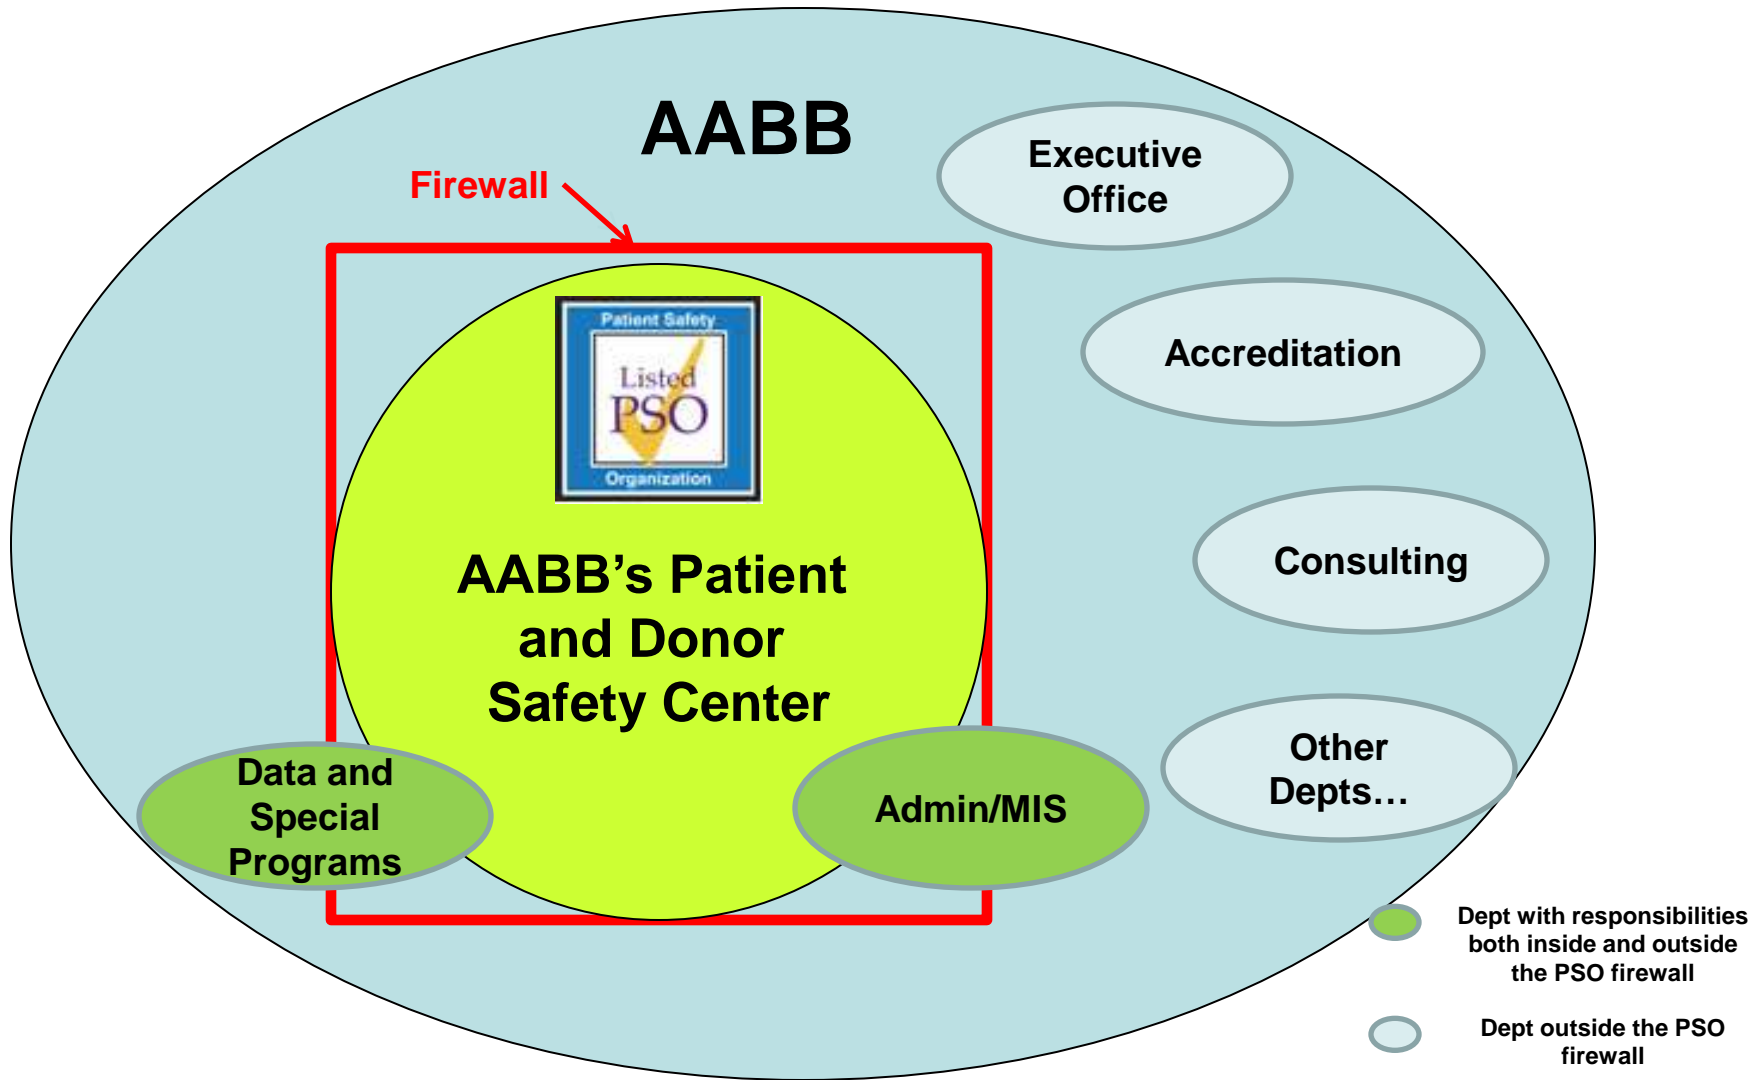 AABB
Firewall
Executive
Office
Accreditation
Patient Safety
Listed
PSO
Organization
Consulting
AABB’s Patient
and Donor
Safety Center
Other
Depts…
Data and
Special
Programs
Admin/MIS
Dept with responsibilities
both inside and outside
the PSO firewall
Dept outside the PSO
firewall